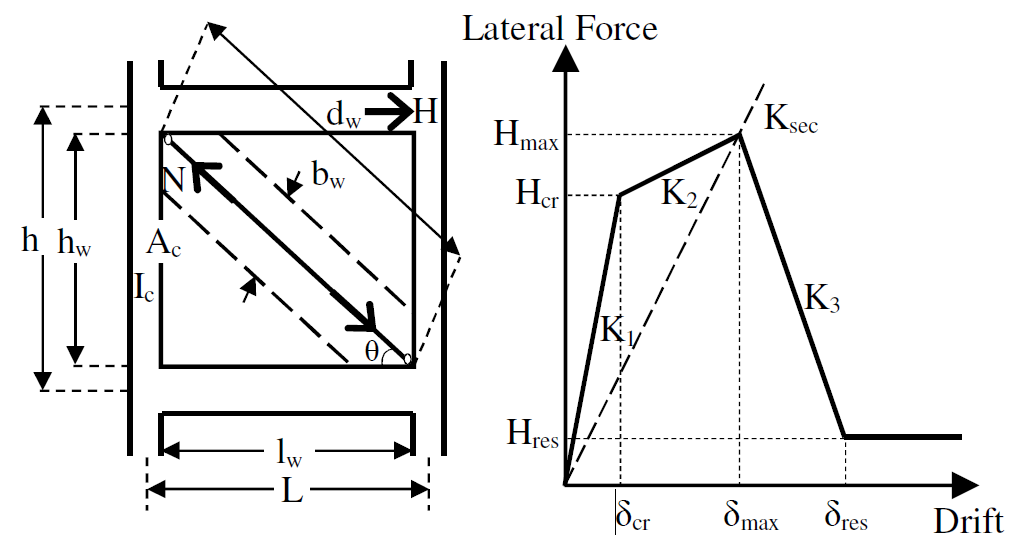 d_w
H
N
b_w
h
h_w
A_c
I_c
θ
l_w
L
Lateral Force
H_max
K_sec
H_cr
K_2
K_1
K_3
H_res
δ_cr
δ_max
δ_res
Drift